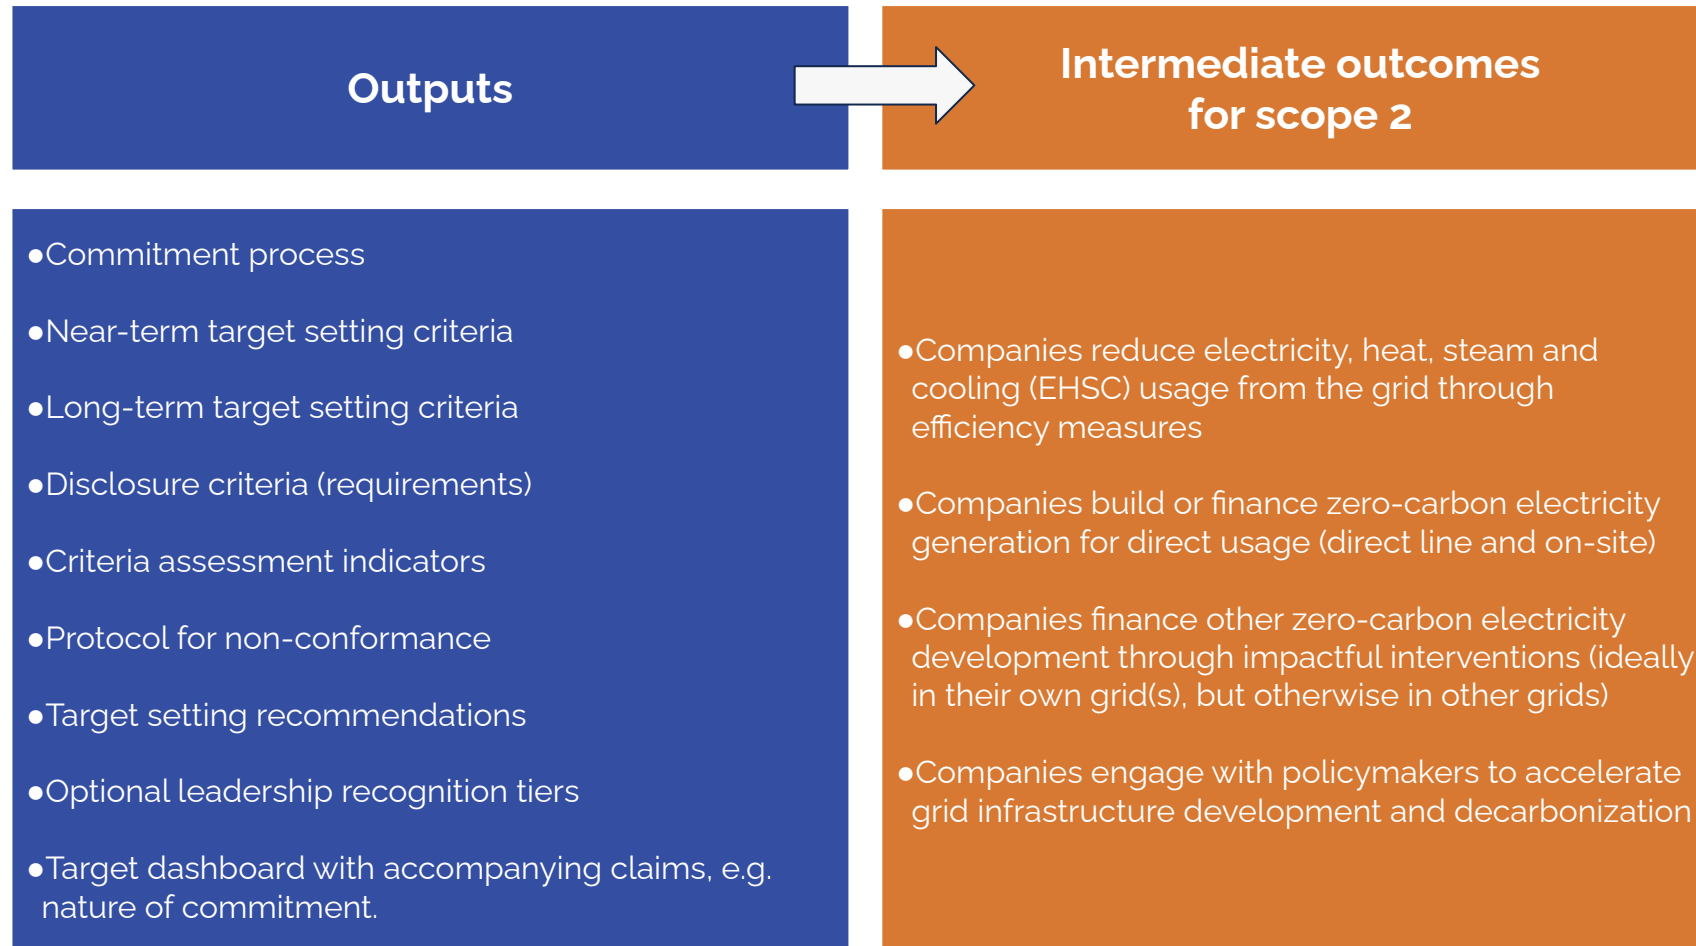 Outputs
Intermediate outcomes
for scope 2
●Commitment process
●Near-term target setting criteria
●Long-term target setting criteria
●Disclosure criteria (requirements)
●Criteria assessment indicators
●Protocol for non-conformance
●Target setting recommendations
●Optional leadership recognition tiers
●Target dashboard with accompanying claims, e.g.
nature of commitment.
●Companies reduce electricity, heat, steam and
cooling (EHSC) usage from the grid through
efficiency measures
●Companies build or finance zero-carbon electricity
generation for direct usage (direct line and on-site)
●Companies finance other zero-carbon electricity
development through impactful interventions (ideally
in their own grid(s), but otherwise in other grids)
●Companies engage with policymakers to accelerate
grid infrastructure development and decarbonization